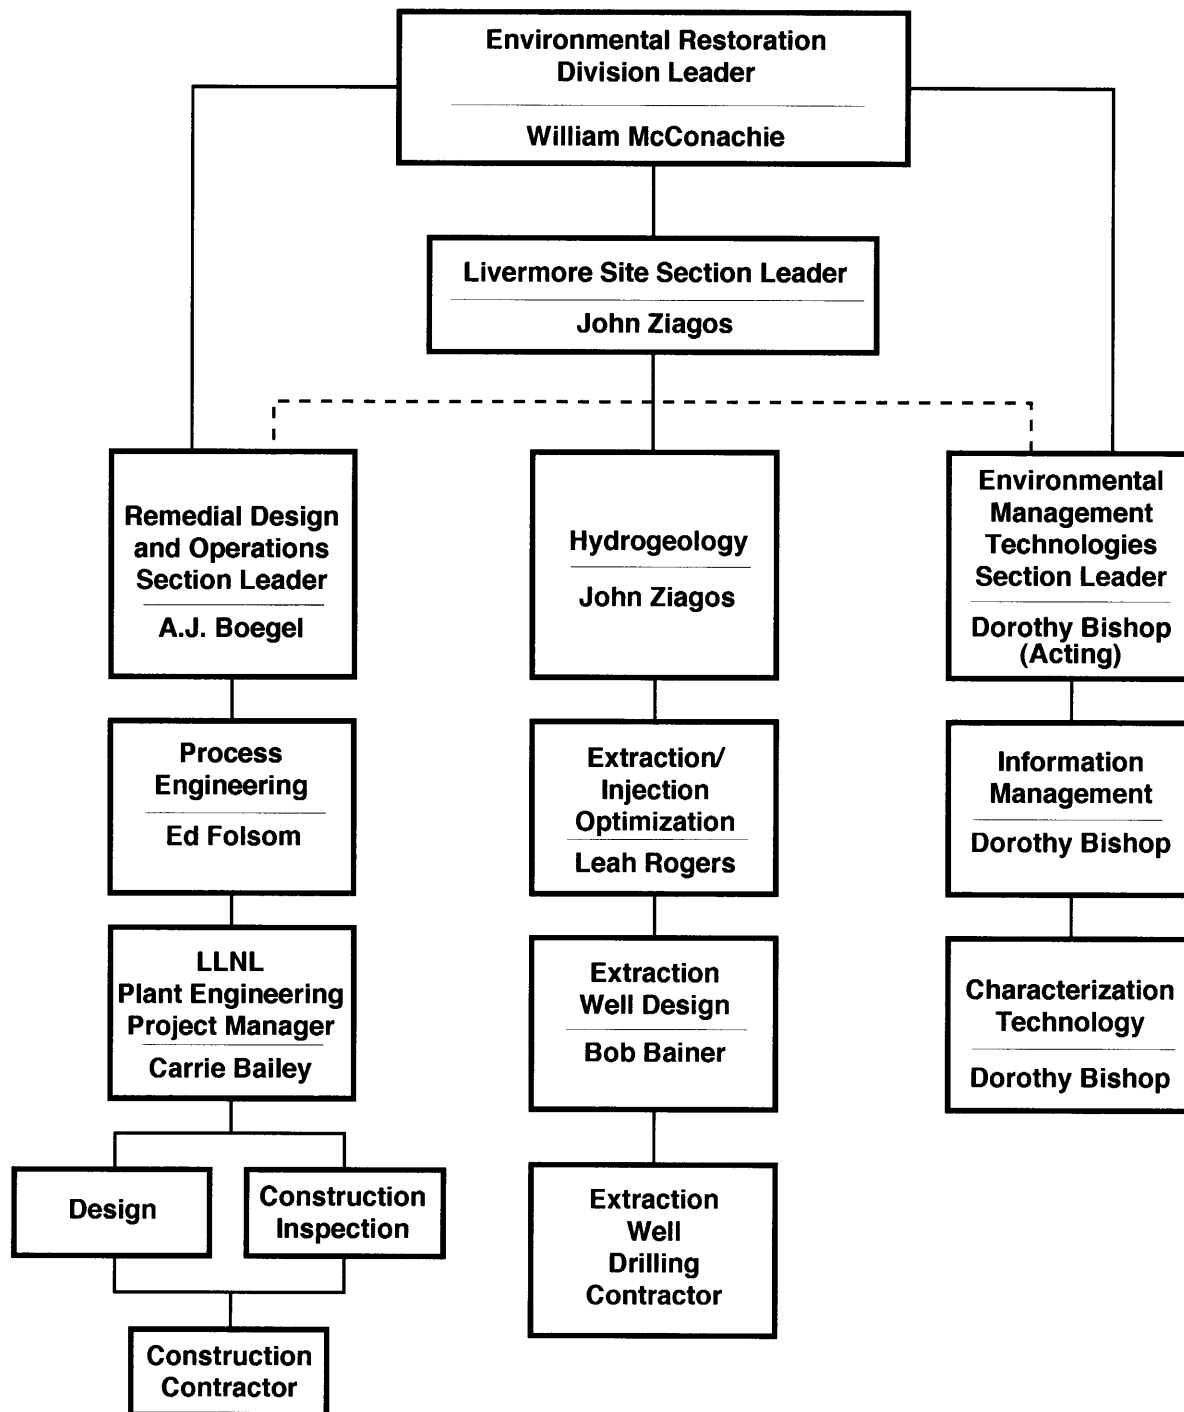 Environmental Restoration
Division Leader
William McConachie
Livermore Site Section Leader
John Ziagos
Remedial Design
and Operations
Section Leader
A.J. Boegel
Hydrogeology
John Ziagos
Environmental
Management
Technologies
Section Leader
Dorothy Bishop
(Acting)
Process
Engineering
Ed Folsom
Extraction/
Injection
Optimization
Leah Rogers
Information
Management
Dorothy Bishop
LLNL
Plant Engineering
Project Manager
Carrie Bailey
Extraction
Well Design
Bob Bainer
Characterization
Technology
Dorothy Bishop
Design
Construction
Inspection
Extraction
Well
Drilling
Contractor
Construction
Contractor